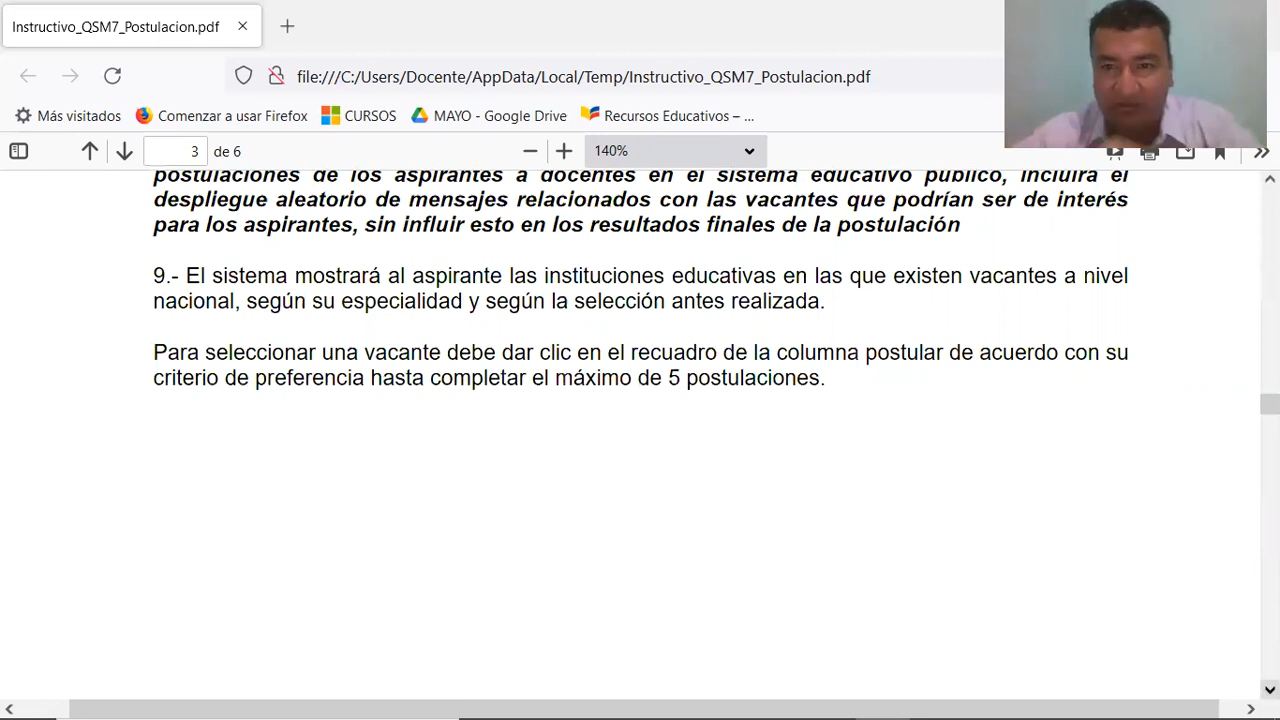 Instructivo_QSM7_Postulacion.pdf
file:///C:/Users/Docente/AppData/Local/Temp/Instructivo_QSM7_Postulacion.pdf
Más visitados Comenzar a usar Firefox CURSOS MAYO - Google Drive Recursos Educativos – ...
3 de 6 140%
postulaciones de los aspirantes a docentes en el sistema educativo público, incluirá el
despliegue aleatorio de mensajes relacionados con las vacantes que podrían ser de interés
para los aspirantes, sin influir esto en los resultados finales de la postulación
9.- El sistema mostrará al aspirante las instituciones educativas en las que existen vacantes a nivel
nacional, según su especialidad y según la selección antes realizada.
Para seleccionar una vacante debe dar clic en el recuadro de la columna postular de acuerdo con su
criterio de preferencia hasta completar el máximo de 5 postulaciones.